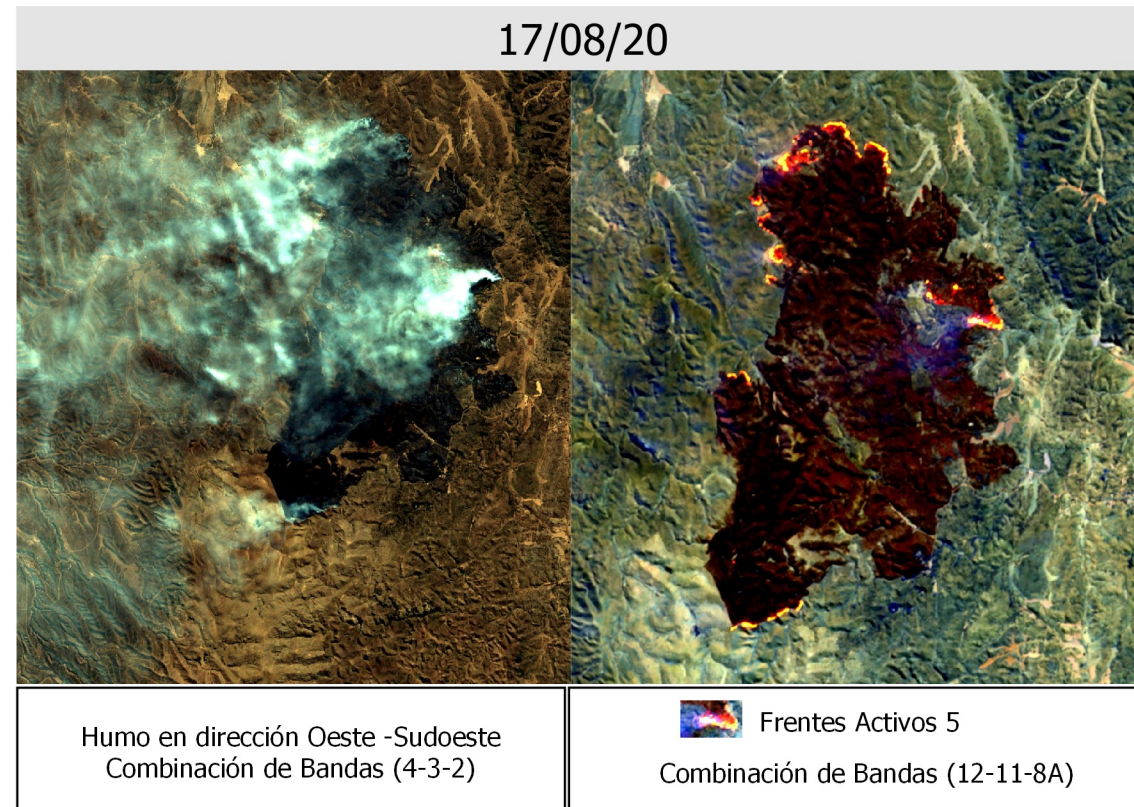 17/08/20
Humo en dirección Oeste -Sudoeste
Combinación de Bandas (4-3-2)
Frentes Activos 5
Combinación de Bandas (12-11-8A)